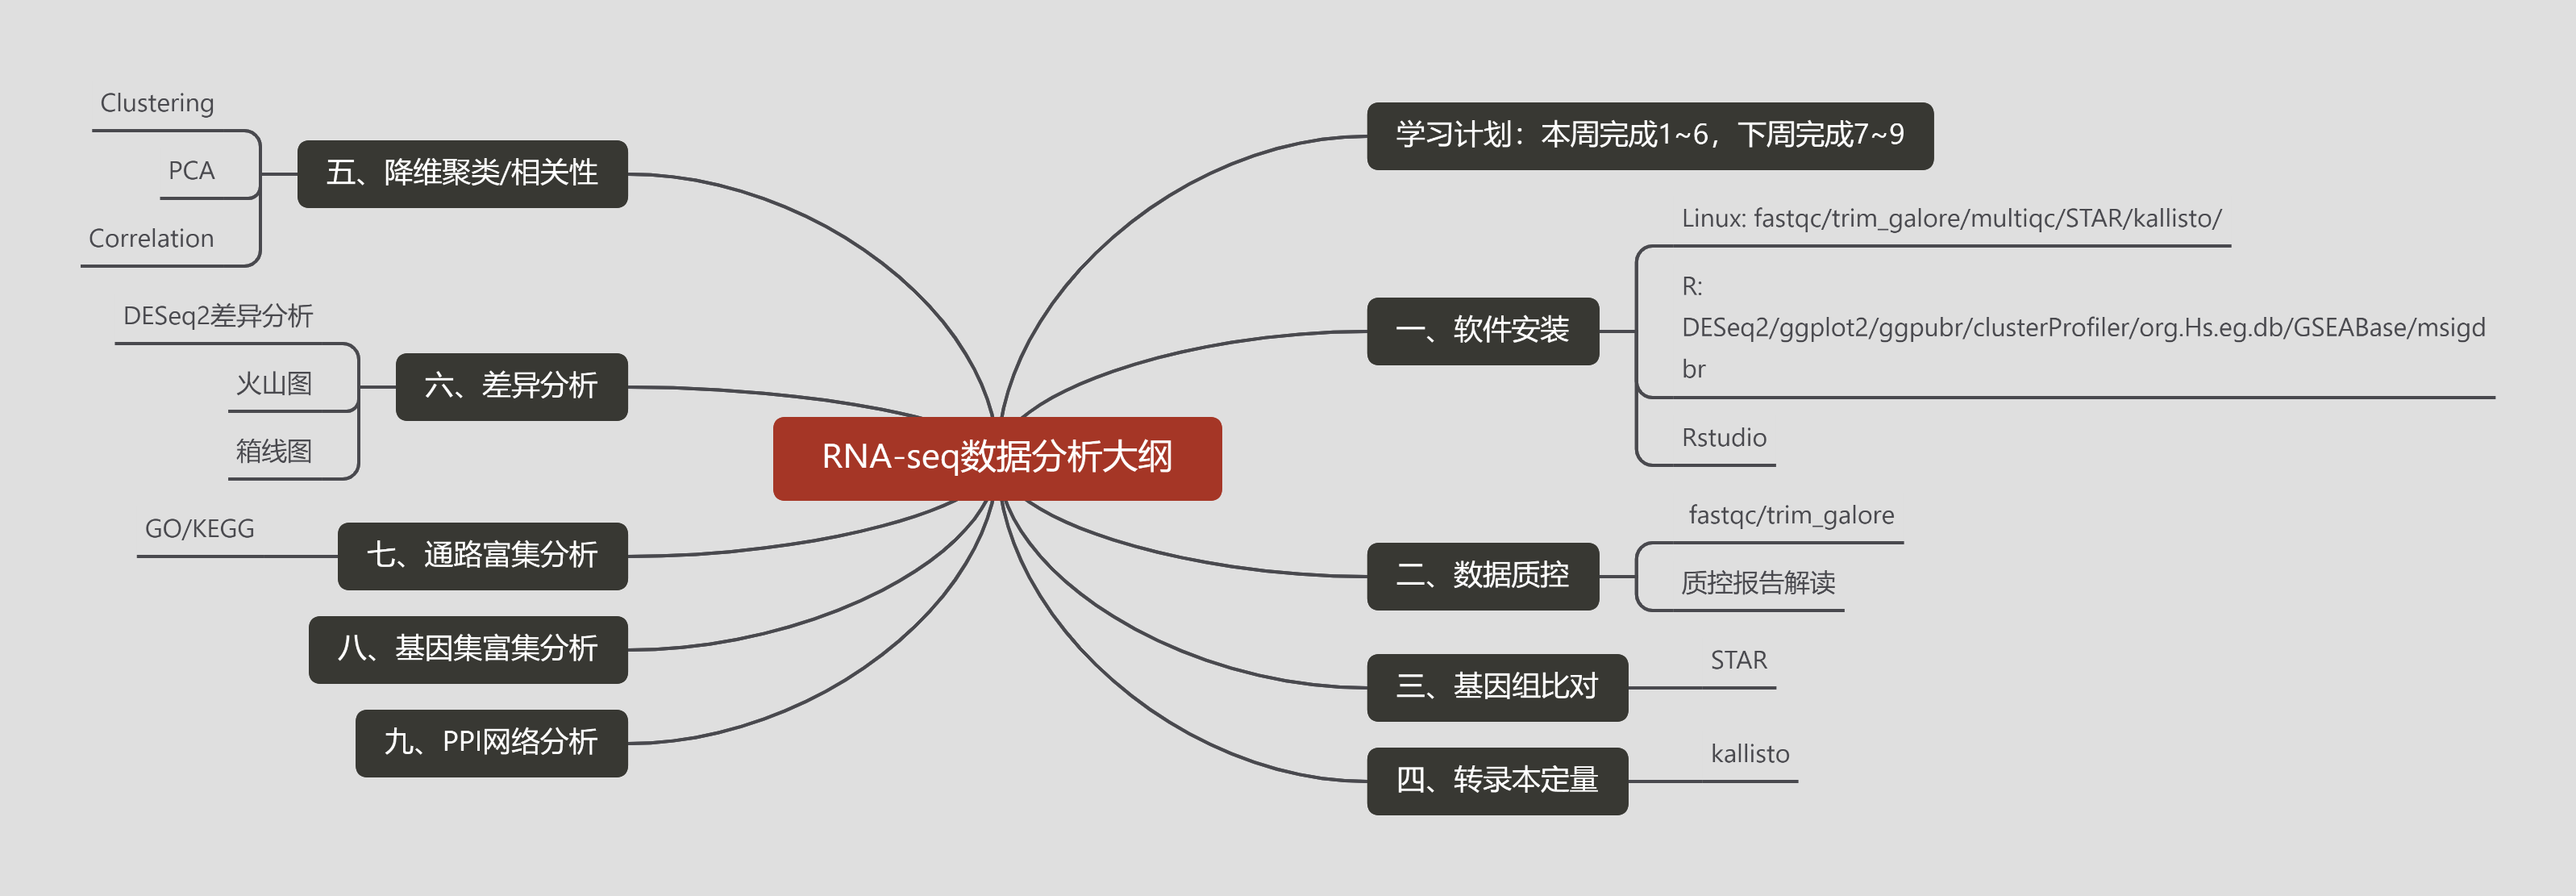 RNA-seq数据分析大纲
学习计划：本周完成1~6，下周完成7~9
一、软件安装
Linux: fastqc/trim_galore/multiqc/STAR/kallisto/
R:
DESeq2/ggplot2/ggpubr/clusterProfiler/org.Hs.eg.db/GSEABase/msigd
br
Rstudio
二、数据质控
fastqc/trim_galore
质控报告解读
三、基因组比对
STAR
四、转录本定量
kallisto
五、降维聚类/相关性
Clustering
PCA
Correlation
六、差异分析
DESeq2差异分析
火山图
箱线图
七、通路富集分析
GO/KEGG
八、基因集富集分析
九、PPI网络分析